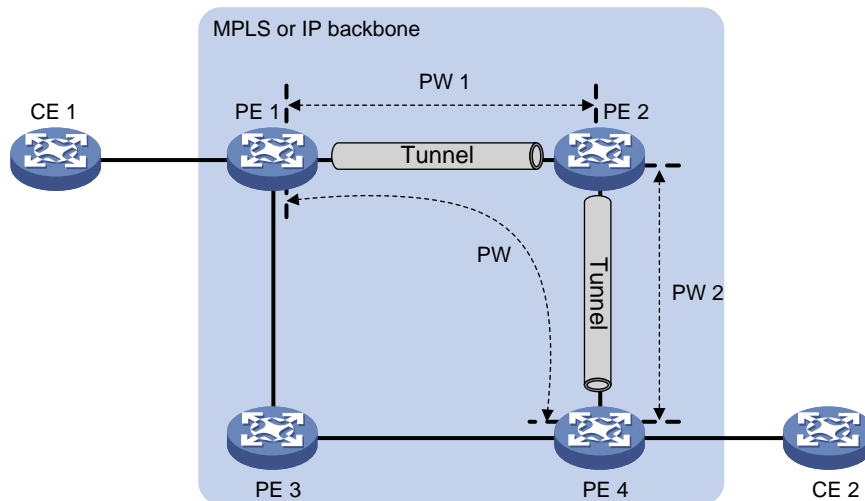 MPLS or IP backbone
PW 1
CE 1
PE 1
PE 2
Tunnel
PW
Tunnel
PW 2
PE 3
PE 4
CE 2